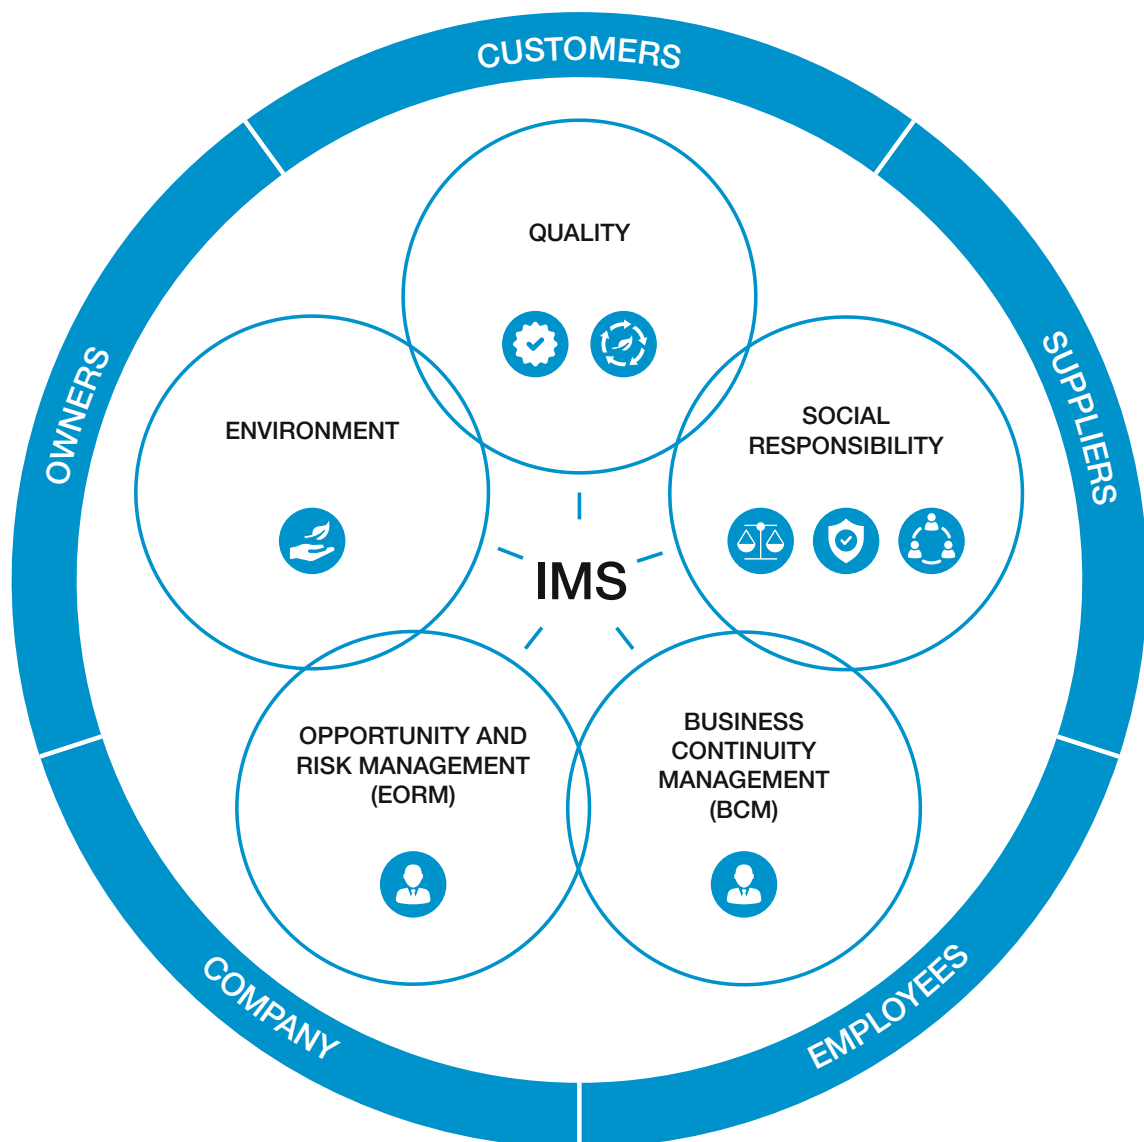 CUSTOMERS
QUALITY
OWNERS
SUPPLIERS
ENVIRONMENT
SOCIAL
RESPONSIBILITY
IMS
OPPORTUNITY AND
RISK MANAGEMENT
(EORM)
BUSINESS
CONTINUITY
MANAGEMENT
(BCM)
COMPANY
EMPLOYEES